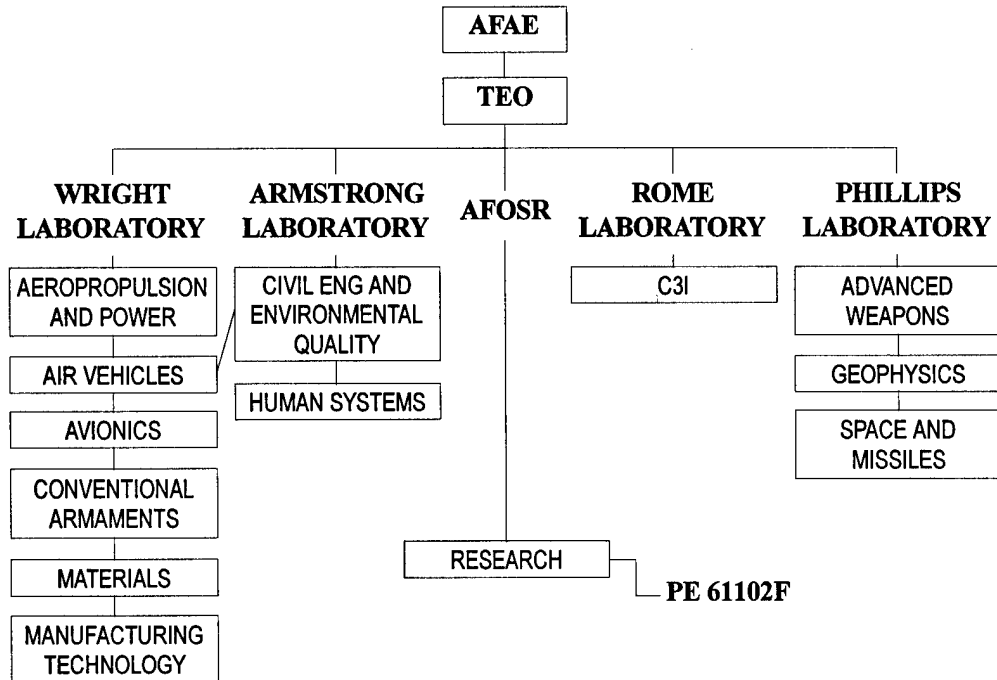 AFAE
TEO
WRIGHT
LABORATORY
AEROPROPULSION
AND POWER
AIR VEHICLES
AVIONICS
CONVENTIONAL
ARMAMENTS
MATERIALS
MANUFACTURING
TECHNOLOGY
ARMSTRONG
LABORATORY
CIVIL ENG AND
ENVIRONMENTAL
QUALITY
HUMAN SYSTEMS
AFOSR
RESEARCH
PE 61102F
ROME
LABORATORY
C3I
PHILLIPS
LABORATORY
ADVANCED
WEAPONS
GEOPHYSICS
SPACE AND
MISSILES